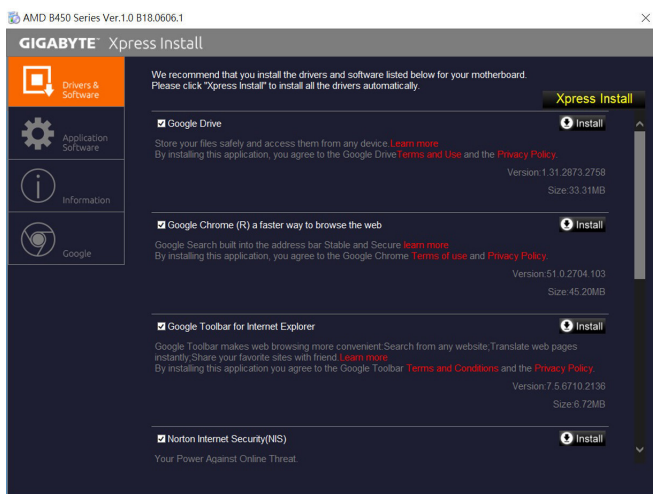 AMD B450 Series Ver.1.0 B18.0606.1
GIGABYTE™ Xpress Install
Drivers &
Software
Application
Software
Information
Google
We recommend that you install the drivers and software listed below for your motherboard.
Please click "Xpress Install" to install all the drivers automatically.
Xpress Install
Google Drive
Install
Store your files safely and access them from any device.Learn more
By installing this application, you agree to the Google DriveTerms and Use and the Privacy Policy.
Version:1.31.2873.2758
Size:33.31MB
Google Chrome (R) a faster way to browse the web
Install
Google Search built into the address bar Stable and Secure learn more
By installing this application, you agree to the Google Chrome Terms of use and Privacy Policy.
Version:51.0.2704.103
Size:45.20MB
Google Toolbar for Internet Explorer
Install
Google Toolbar makes web browsing more convenient:Search from any website;Translate web pages
instantly;Share your favorite sites with friend.Learn more
By installing this application you agree to the Google Toolbar Terms and Conditions and the Privacy Policy.
Version:7.5.6710.2136
Size:6.72MB
Norton Internet Security(NIS)
Install
Your Power Against Online Threat.